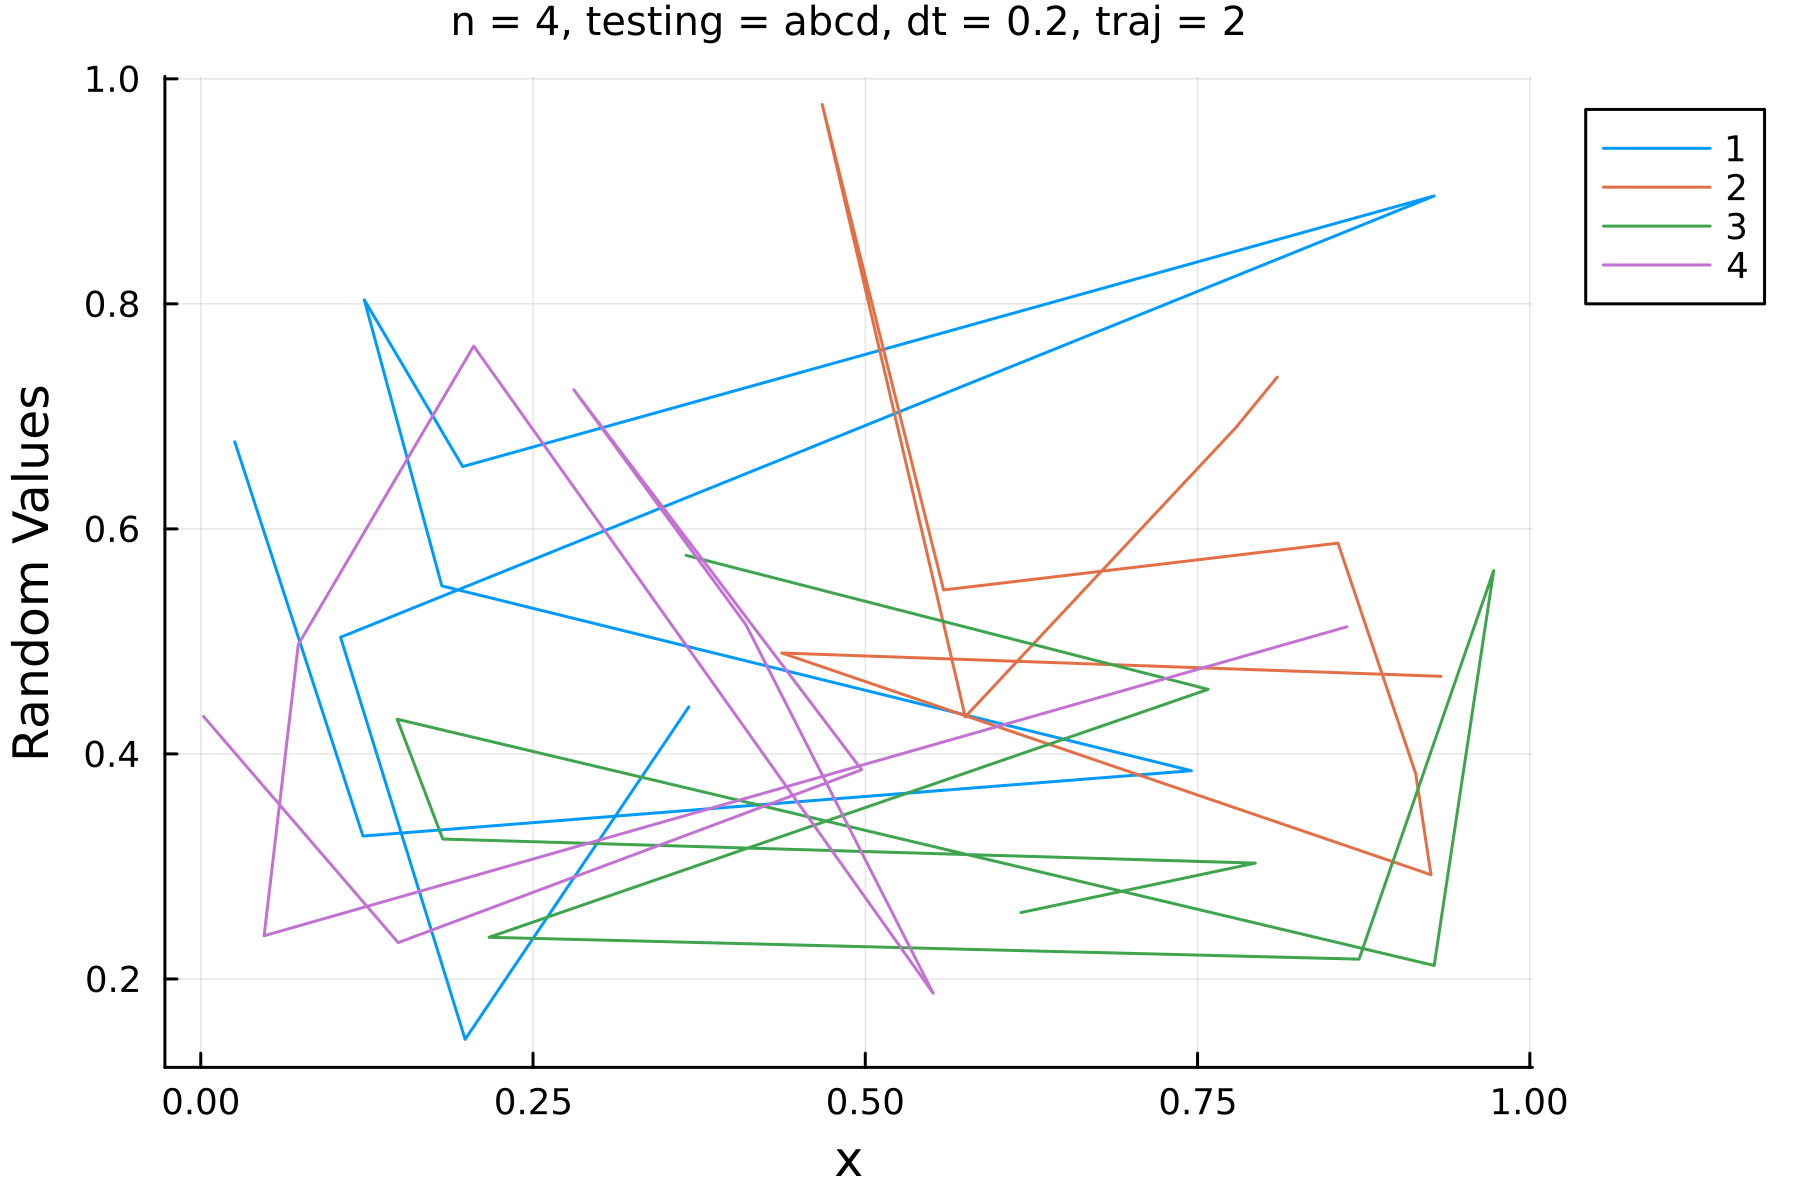 n = 4, testing = abcd, dt = 0.2, traj = 2
1.0
0.8
0.6
0.4
0.2
Random Values
0.00 0.25 0.50 0.75 1.00
x
1
2
3
4